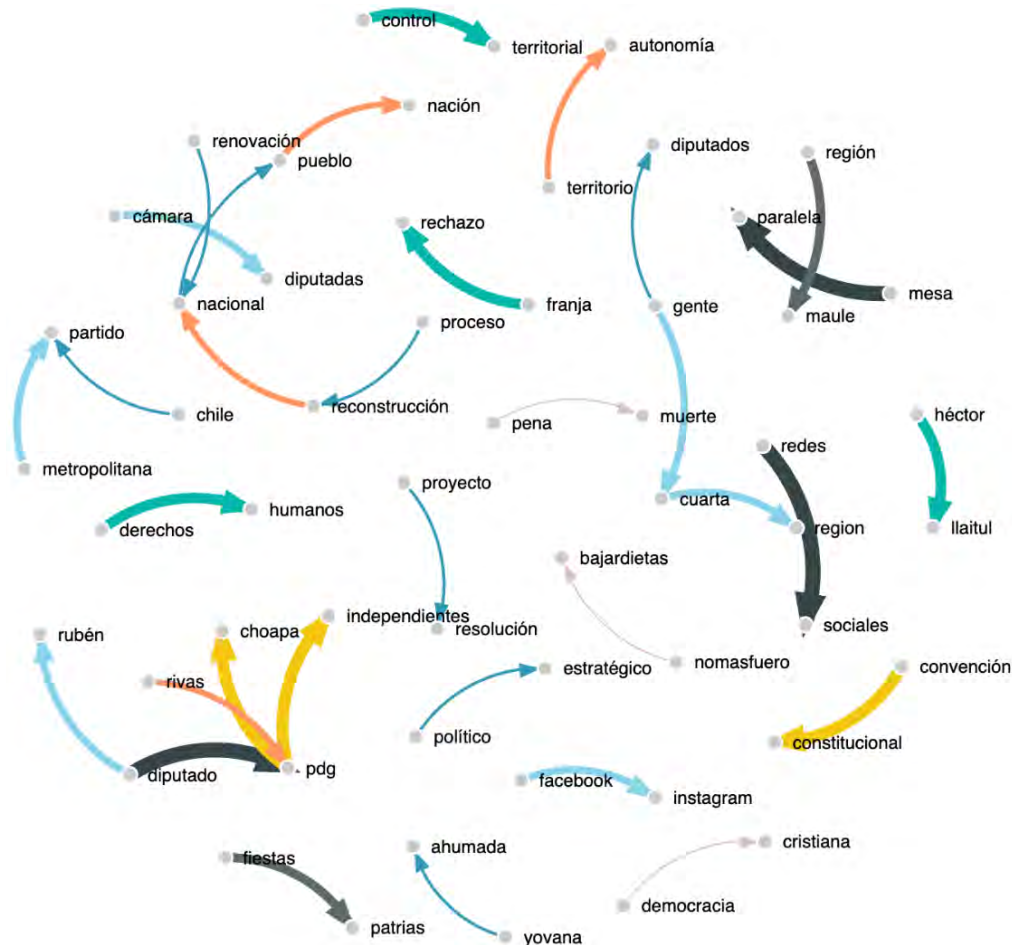 control
territorial
autonomía
nación
renovación
pueblo
diputados
región
territorio
cámara
rechazo
paralela
diputadas
mesa
nacional
franja
gente
maule
proceso
partido
reconstrucción
chile
pena
muerte
héctor
redes
metropolitana
proyecto
cuarta
humanos
region
llaitul
derechos
bajardietas
independientes
choapa
resolución
sociales
rubén
estratégico
nomasfuero
convención
rivas
político
constitucional
pdg
diputado
facebook
instagram
ahumada
cristiana
fiestas
democracia
patrias
yovana